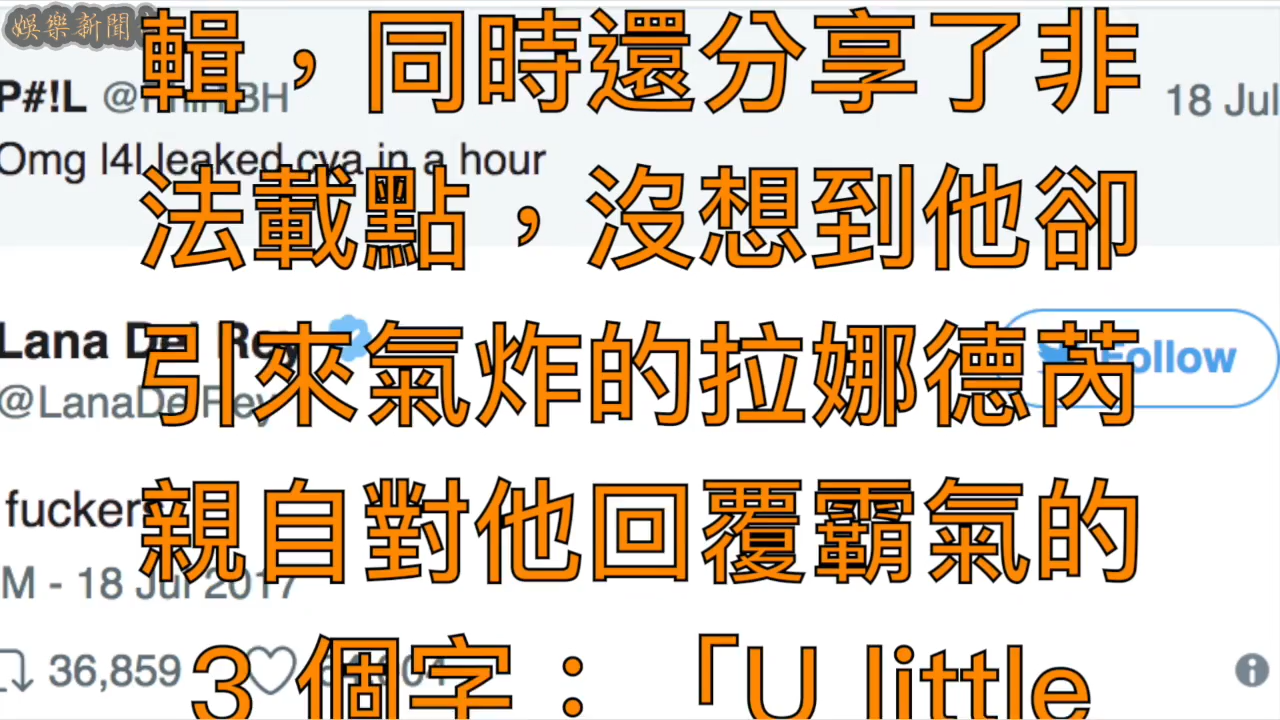 娛樂新聞
輯，同時還分享了非
P#!L
18 Jul
Omg l4l leaked cya in a hour
法載點，沒想到他卻
Lana Del Rey
Follow
引來氣炸的拉娜德芮
@LanaDelRey
fuckers
親自對他回覆霸氣的
M - 18 Jul 2017
36,859
3 個字：「U little